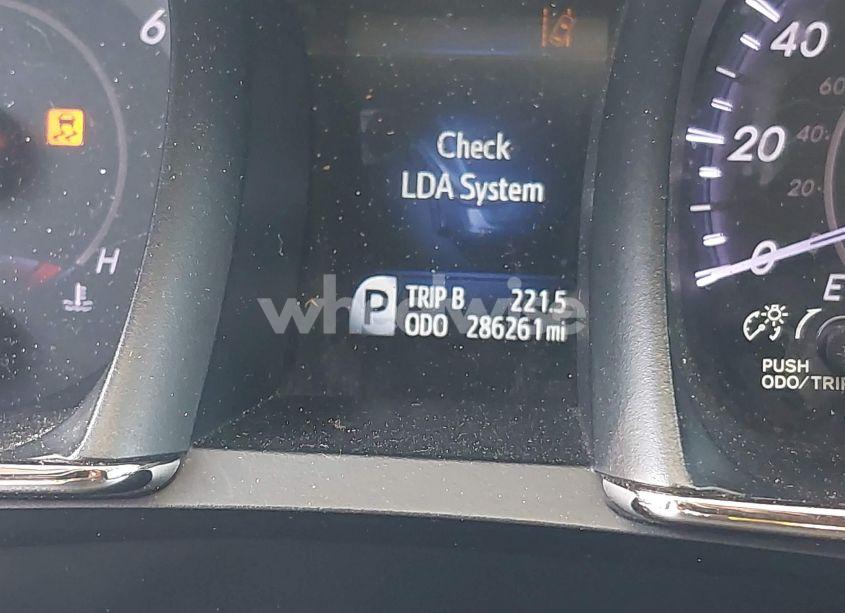 6
H
Check
LDA System
P
TRIP B 221.5
ODO 286261 mi
40
20
0
60
40
20
E
PUSH
ODO/TRIP